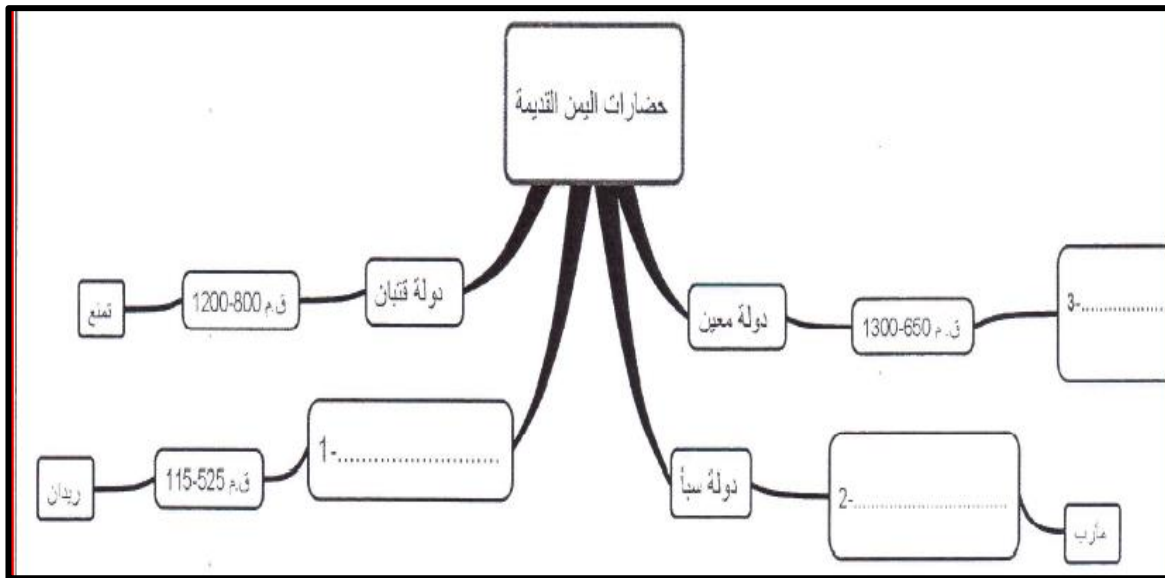 حضارات اليمن القديمة
دولة معين
1300-650 ق.م
3-....................
دولة سبأ
2-....................
مأرب
دولة قتبان
1200-800 ق.م
تمنع
1-....................
115-525 ق.م
ريدان